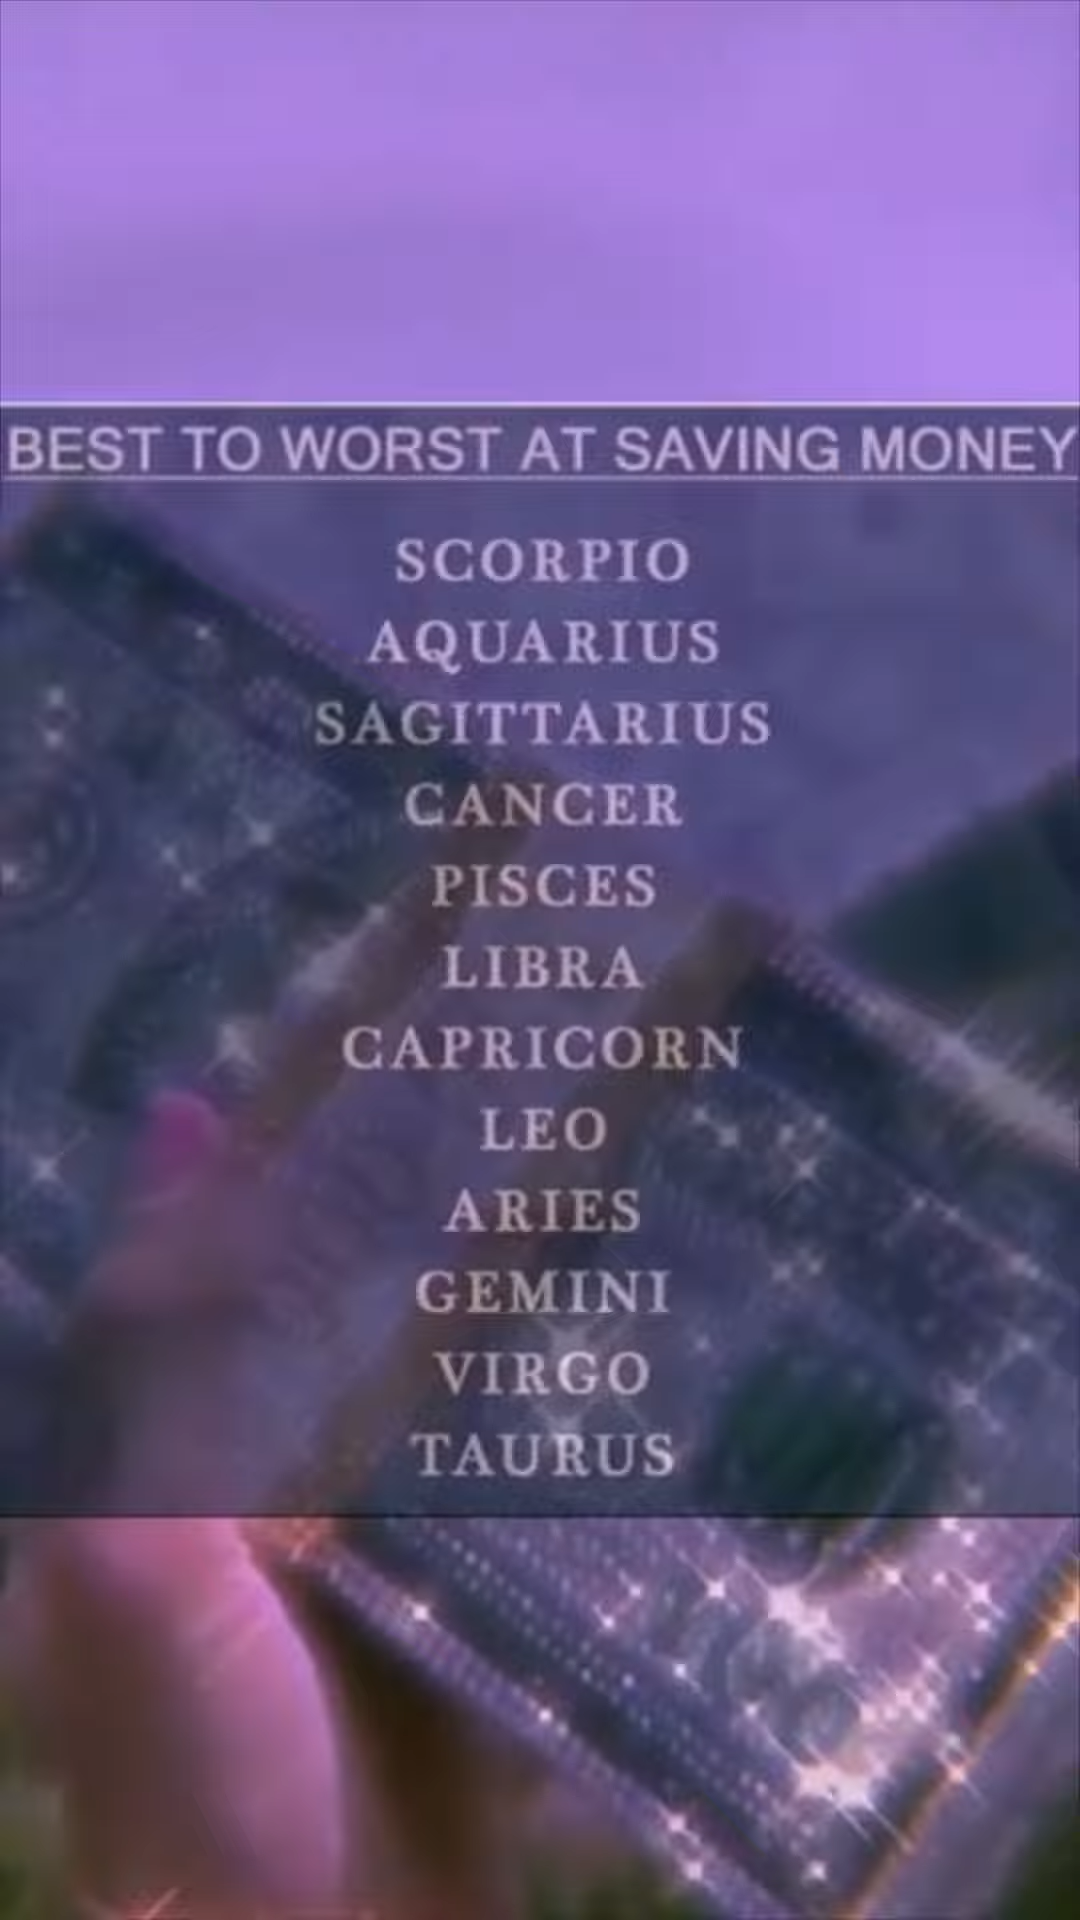 BEST TO WORST AT SAVING MONEY
SCORPIO
AQUARIUS
SAGITTARIUS
CANCER
PISCES
LIBRA
CAPRICORN
LEO
ARIES
GEMINI
VIRGO
TAURUS